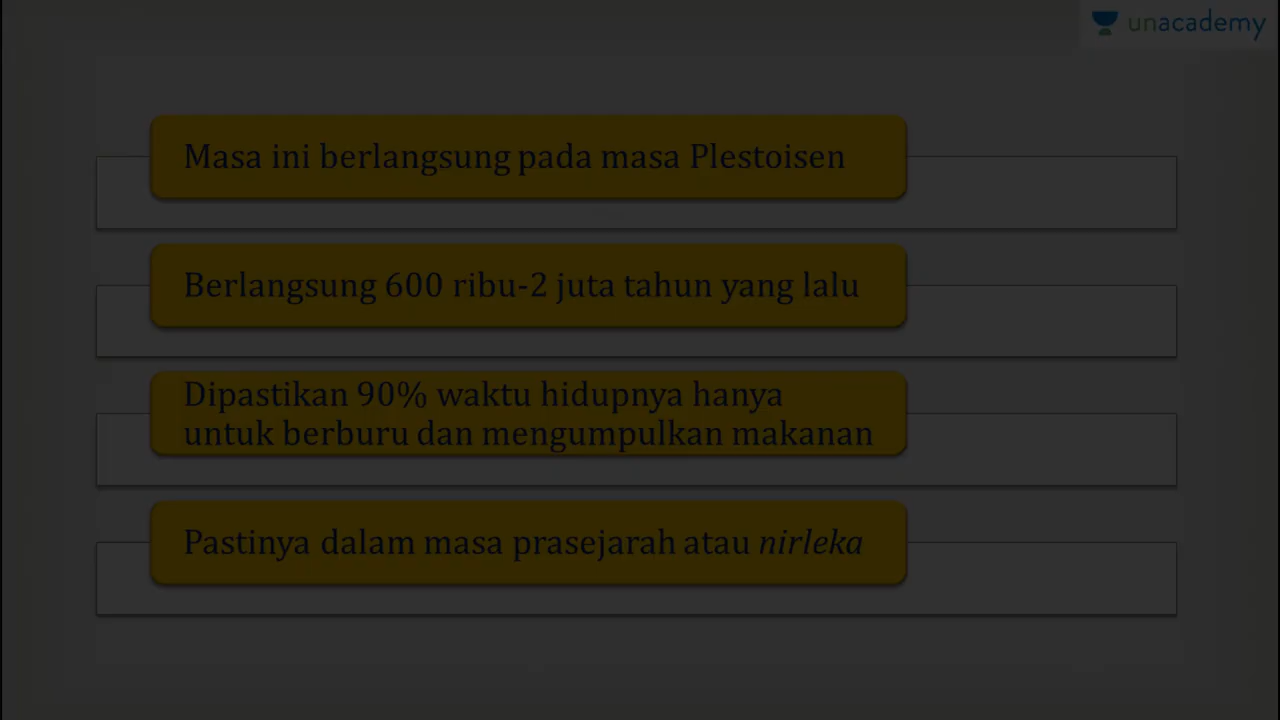 unacademy
Masa ini berlangsung pada masa Plestoisen
Berlangsung 600 ribu-2 juta tahun yang lalu
Dipastikan 90% waktu hidupnya hanya
untuk berburu dan mengumpulkan makanan
Pastinya dalam masa prasejarah atau nirleka